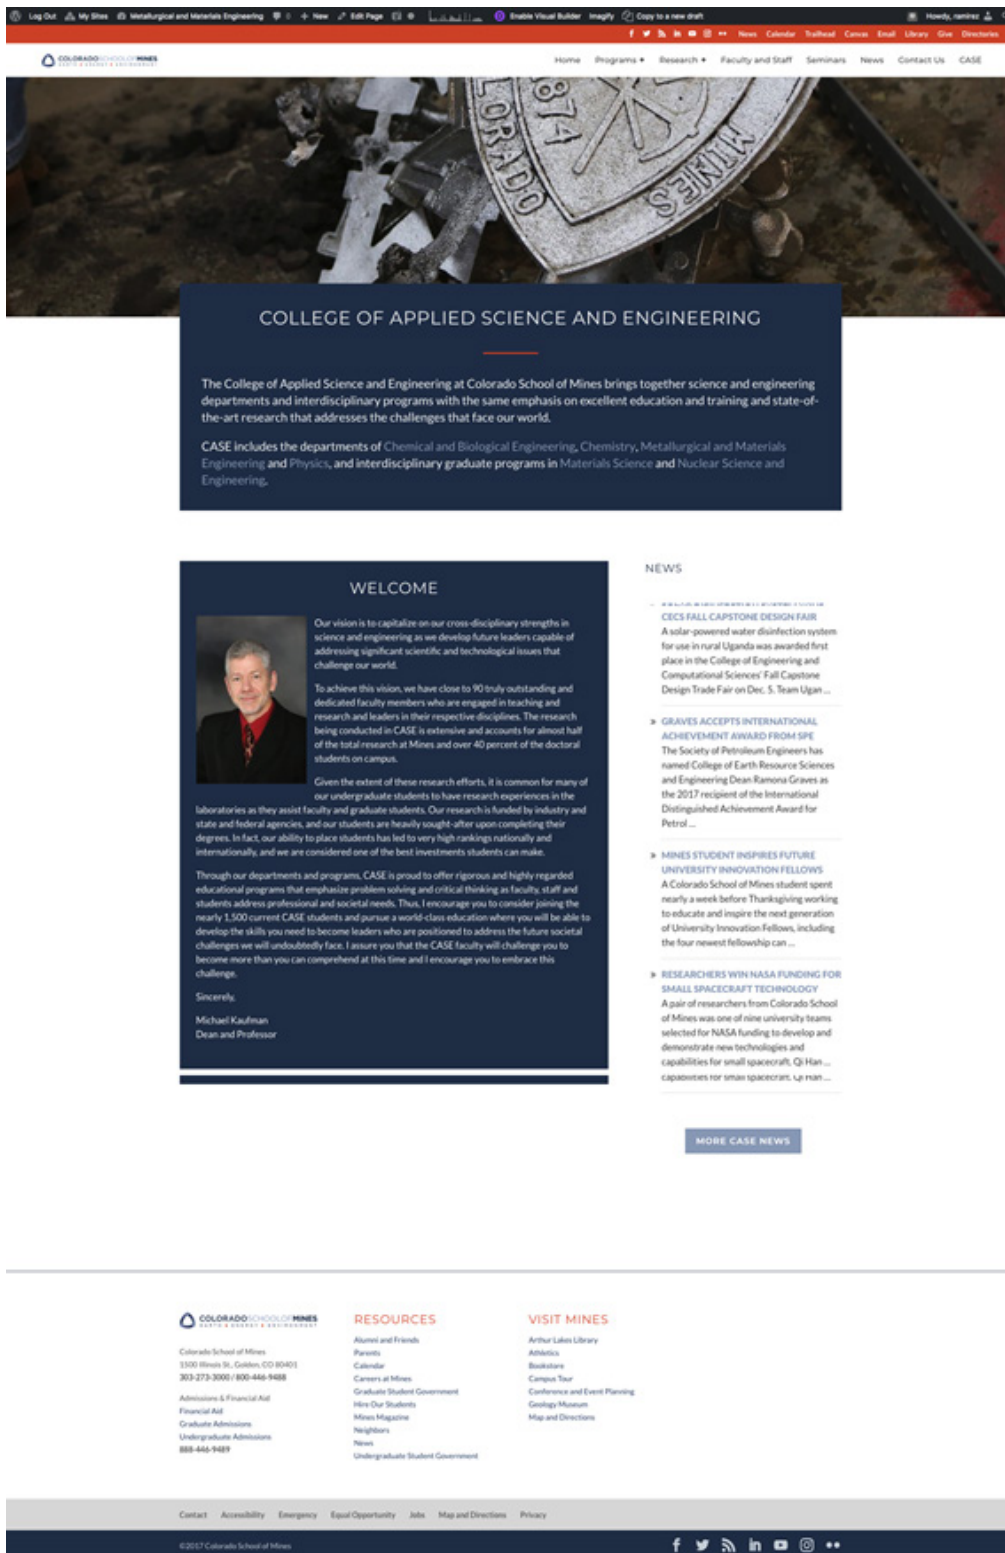 Log Out My Sites Metallurgical and Materials Engineering 0 + New Edit Page Enable Visual Builder Imagify Copy to a new draft Howdy, ramirez
News Calendar Trailhead Canvas Email Library Give Directories
COLORADOSCHOOLOFMINES
EARTH ENERGY ENVIRONMENT
Home Programs Research Faculty and Staff Seminars News Contact Us CASE
1874
COLORADO
MINES
COLLEGE OF APPLIED SCIENCE AND ENGINEERING
The College of Applied Science and Engineering at Colorado School of Mines brings together science and engineering
departments and interdisciplinary programs with the same emphasis on excellent education and training and state-of-
the-art research that addresses the challenges that face our world.
CASE includes the departments of Chemical and Biological Engineering, Chemistry, Metallurgical and Materials
Engineering and Physics, and interdisciplinary graduate programs in Materials Science and Nuclear Science and
Engineering.
WELCOME
Our vision is to capitalize on our cross-disciplinary strengths in
science and engineering as we develop future leaders capable of
addressing significant scientific and technological issues that
challenge our world.
To achieve this vision, we have close to 90 truly outstanding and
dedicated faculty members who are engaged in teaching and
research and leaders in their respective disciplines. The research
being conducted in CASE is extensive and accounts for almost half
of the total research at Mines and over 40 percent of the doctoral
students on campus.
Given the extent of these research efforts, it is common for many of
our undergraduate students to have research experiences in the
laboratories as they assist faculty and graduate students. Our research is funded by industry and
state and federal agencies, and our students are heavily sought-after upon completing their
degrees. In fact, our ability to place students has led to very high rankings nationally and
internationally, and we are considered one of the best investments students can make.
Through our departments and programs, CASE is proud to offer rigorous and highly regarded
educational programs that emphasize problem solving and critical thinking as faculty, staff and
students address professional and societal needs. Thus, I encourage you to consider joining the
nearly 1,500 current CASE students and pursue a world-class education where you will be able to
develop the skills you need to become leaders who are positioned to address the future societal
challenges we will undoubtedly face. I assure you that the CASE faculty will challenge you to
become more than you can comprehend at this time and I encourage you to embrace this
challenge.
Sincerely,
Michael Kaufman
Dean and Professor
NEWS
CECS FALL CAPSTONE DESIGN FAIR
A solar-powered water disinfection system
for use in rural Uganda was awarded first
place in the College of Engineering and
Computational Sciences' Fall Capstone
Design Trade Fair on Dec. 5. Team Ugan ...
» GRAVES ACCEPTS INTERNATIONAL
ACHIEVEMENT AWARD FROM SPE
The Society of Petroleum Engineers has
named College of Earth Resource Sciences
and Engineering Dean Ramona Graves as
the 2017 recipient of the International
Distinguished Achievement Award for
Petrol ...
» MINES STUDENT INSPIRES FUTURE
UNIVERSITY INNOVATION FELLOWS
A Colorado School of Mines student spent
nearly a week before Thanksgiving working
to educate and inspire the next generation
of University Innovation Fellows, including
the four newest fellowship can ...
» RESEARCHERS WIN NASA FUNDING FOR
SMALL SPACECRAFT TECHNOLOGY
A pair of researchers from Colorado School
of Mines was one of nine university teams
selected for NASA funding to develop and
demonstrate new technologies and
capabilities for small spacecraft. Qi Han ...
capabilities for small spacecraft. Qi Han ...
MORE CASE NEWS
COLORADOSCHOOLOFMINES
EARTH ENERGY ENVIRONMENT
Colorado School of Mines
1500 Illinois St., Golden, CO 80401
303-273-3000 / 800-446-9488
Admissions & Financial Aid
Financial Aid
Graduate Admissions
Undergraduate Admissions
888-446-9489
RESOURCES
Alumni and Friends
Parents
Calendar
Careers at Mines
Graduate Student Government
Hire Our Students
Mines Magazine
Neighbors
News
Undergraduate Student Government
VISIT MINES
Arthur Lakes Library
Athletics
Bookstore
Campus Tour
Conference and Event Planning
Geology Museum
Map and Directions
Contact Accessibility Emergency Equal Opportunity Jobs Map and Directions Privacy
©2017 Colorado School of Mines